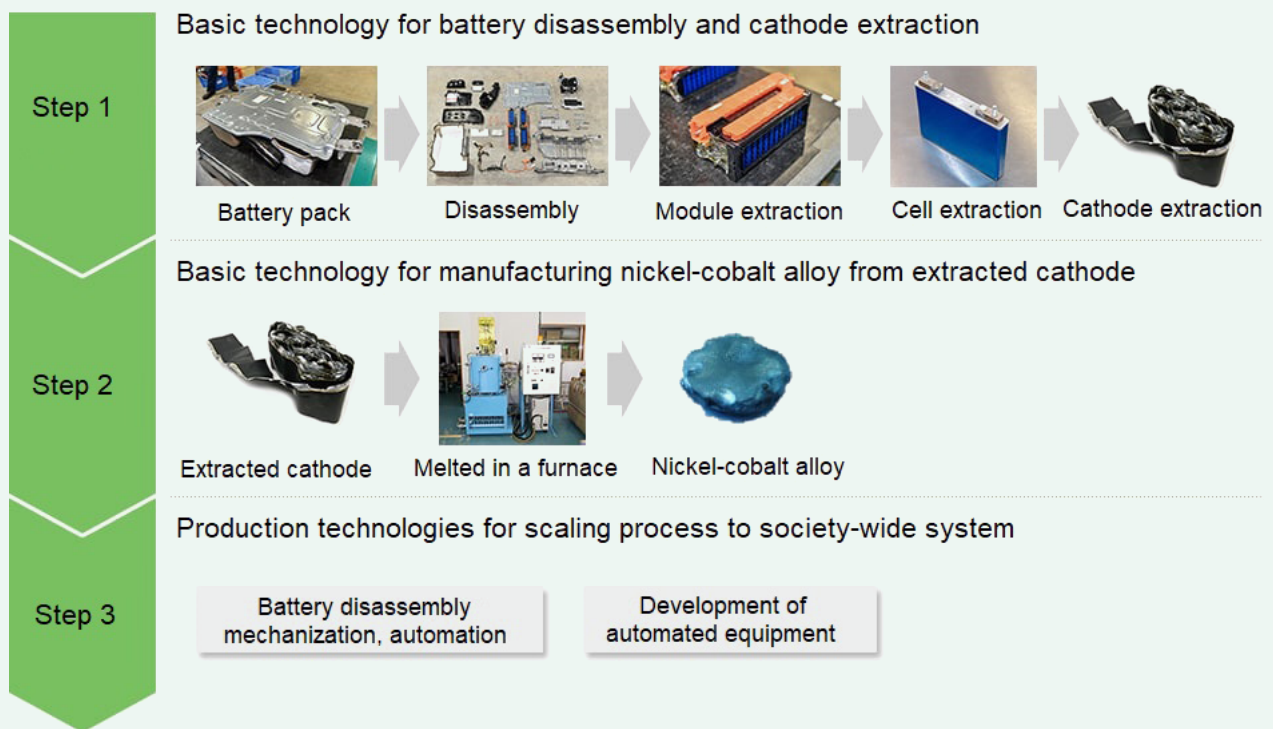 Basic technology for battery disassembly and cathode extraction
Step 1
Battery pack
Disassembly
Module extraction
Cell extraction
Cathode extraction
Basic technology for manufacturing nickel-cobalt alloy from extracted cathode
Step 2
Extracted cathode
Melted in a furnace
Nickel-cobalt alloy
Production technologies for scaling process to society-wide system
Step 3
Battery disassembly
mechanization, automation
Development of
automated equipment